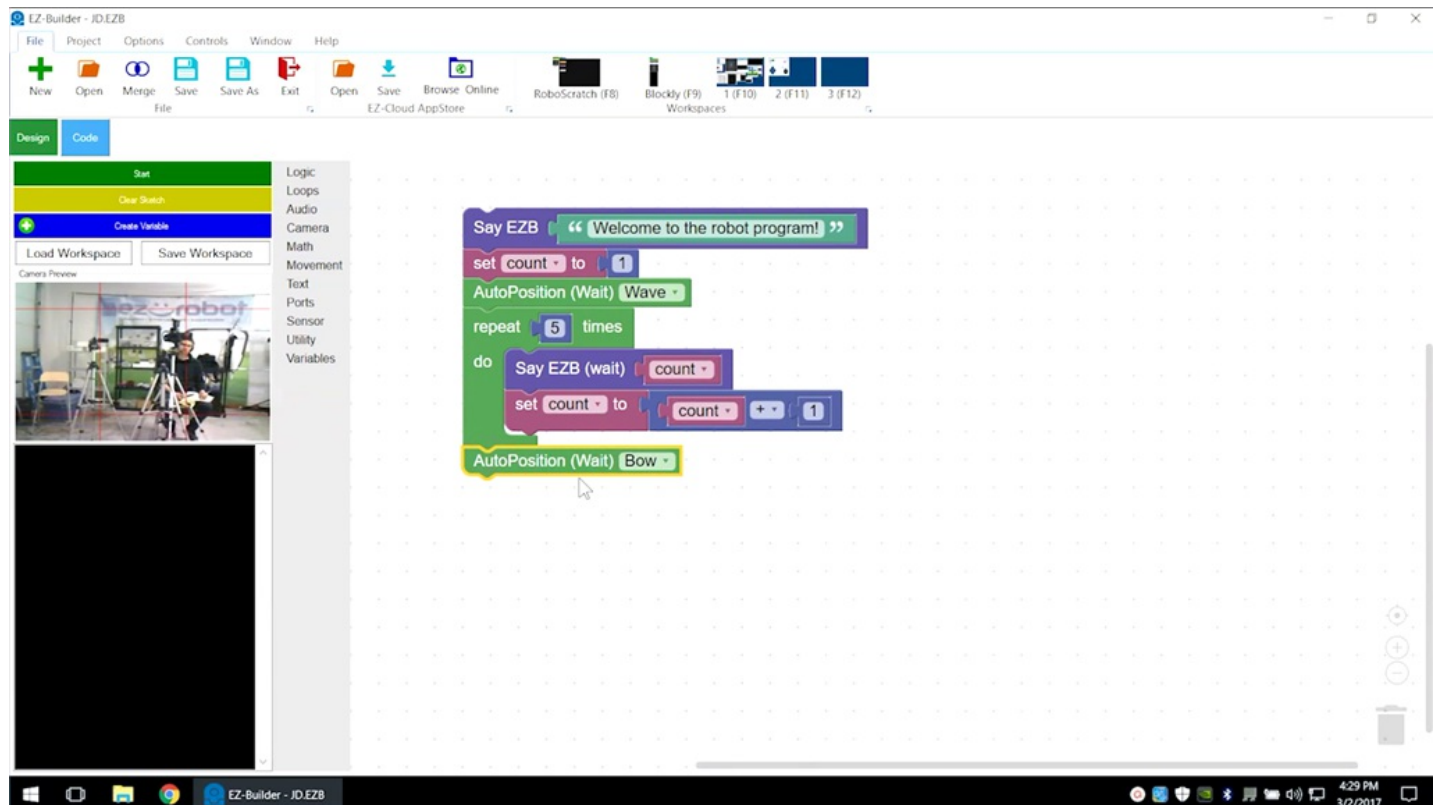 EZ-Builder - JD.EZB
File Project Options Controls Window Help
New Open Merge Save Save As Exit Open Save Browse Online RoboScratch (F8) Blockly (F9) 1 (F10) 2 (F11) 3 (F12)
File EZ-Cloud AppStore Workspaces
Design Code
Start
Clear Sketch
Create Variable
Load Workspace Save Workspace
Camera Preview
ez robot
Logic
Loops
Audio
Camera
Math
Movement
Text
Ports
Sensor
Utility
Variables
Say EZB “ Welcome to the robot program! ”
set count to 1
AutoPosition (Wait) Wave
repeat 5 times
do Say EZB (wait) count
set count to count + 1
AutoPosition (Wait) Bow
EZ-Builder - JD.EZB
4:29 PM
3/2/2017